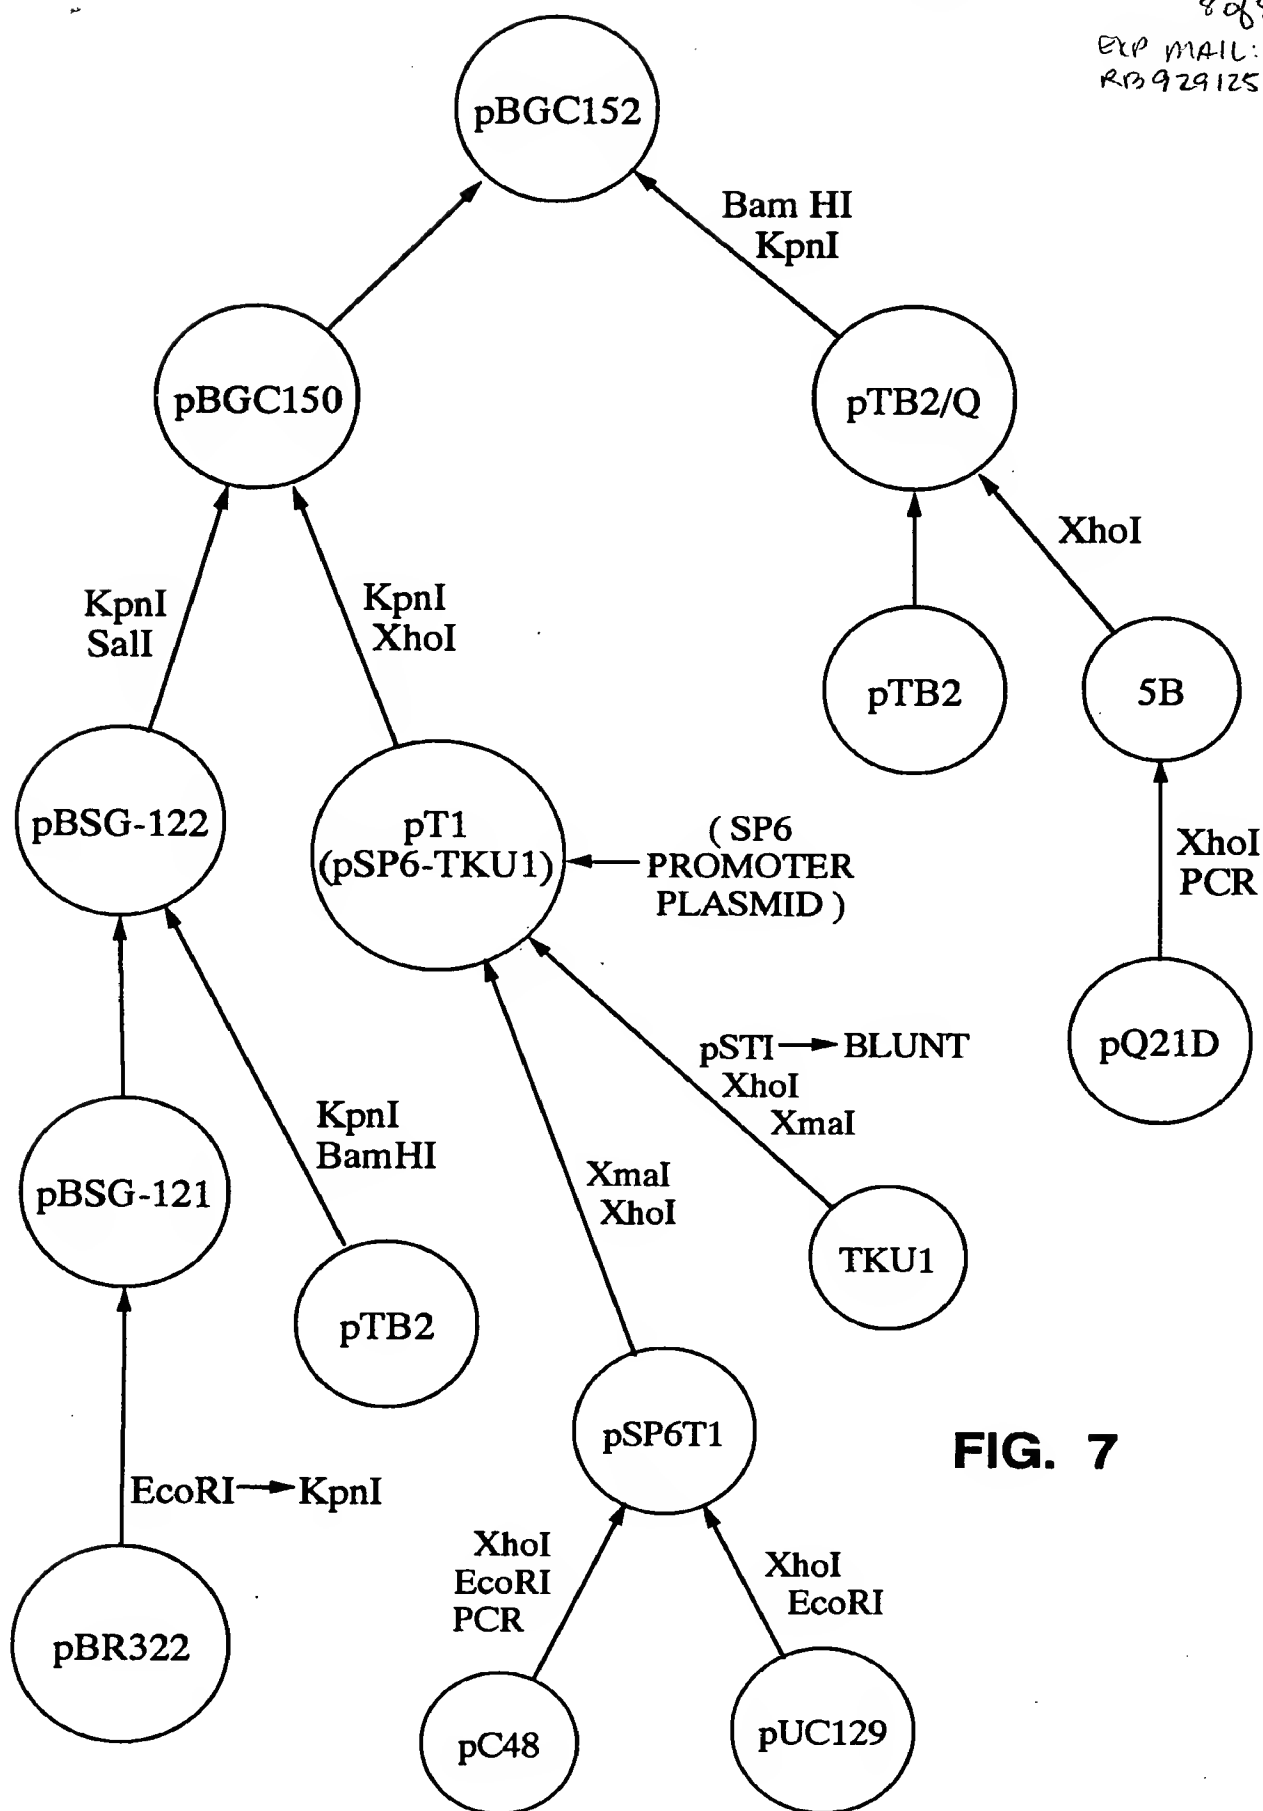 EXP MAIL:
RB929125
pBGC152
Bam HI
KpnI
pBGC150
pTB2/Q
XhoI
KpnI
SalI
KpnI
XhoI
pTB2
5B
pBSG-122
pT1
(pSP6-TKU1)
( SP6
PROMOTER
PLASMID )
XhoI
PCR
pQ21D
pSTI BLUNT
XhoI
XmaI
KpnI
BamHI
pBSG-121
XmaI
XhoI
TKU1
pTB2
pSP6T1
FIG. 7
EcoRI KpnI
XhoI
EcoRI
PCR
XhoI
EcoRI
pBR322
pC48
pUC129